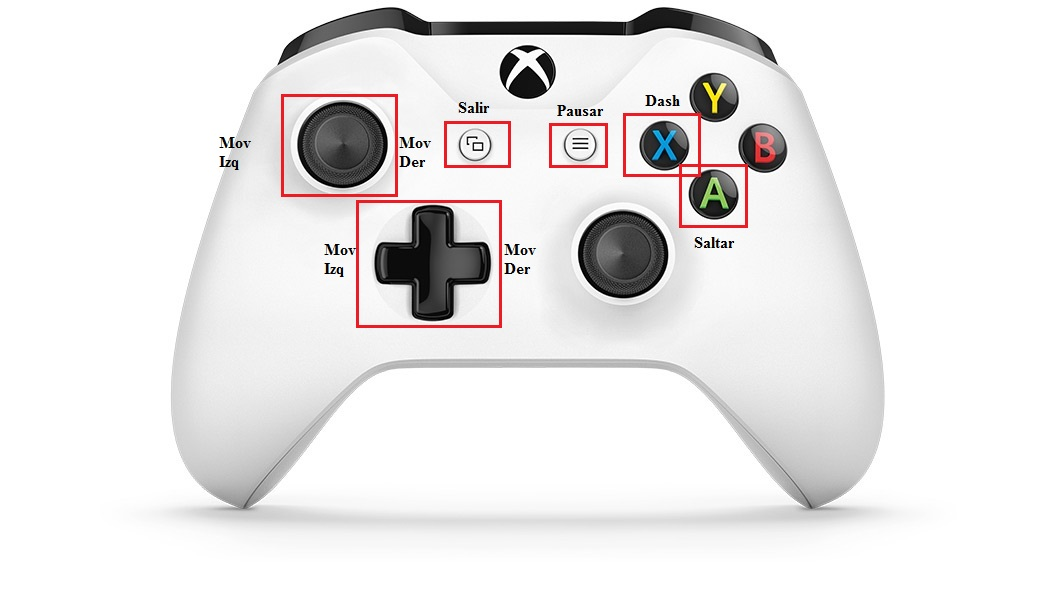 Salir
Pausar
Dash
Y
Mov
Izq
Mov
Der
X
B
A
Saltar
Mov
Izq
Mov
Der